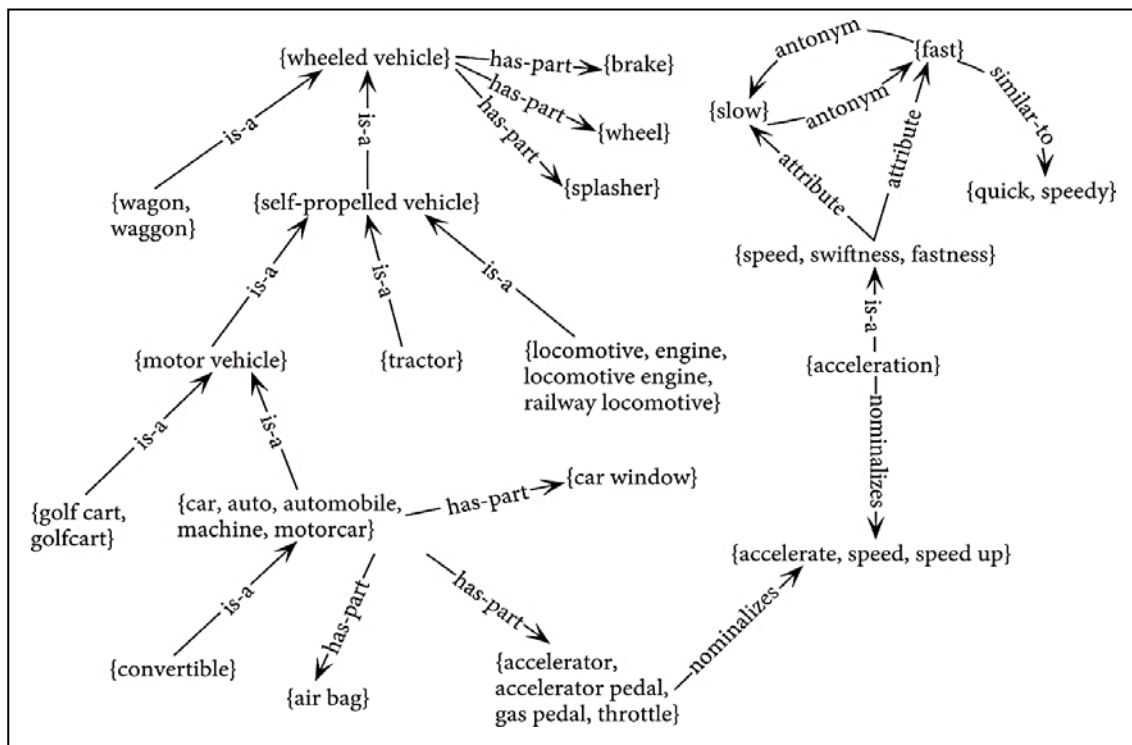 antonym
{wheeled vehicle}
has-part
{brake}
{fast}
has-part
similar-to
is-a
is-a
has-part
{wheel}
{slow}
antonym
attribute
attribute
{wagon,
waggon}
{self-propelled vehicle}
{splasher}
{quick, speedy}
{speed, swiftness, fastness}
is-a
is-a
is-a
is-a
{motor vehicle}
{tractor}
{locomotive, engine,
locomotive engine,
railway locomotive}
{acceleration}
is-a
is-a
nominalizes
{golf cart,
golfcart}
{car, auto, automobile,
machine, motorcar}
has-part
{car window}
{accelerate, speed, speed up}
is-a
has-part
has-part
nominalizes
{convertible}
{air bag}
{accelerator,
accelerator pedal,
gas pedal, throttle}